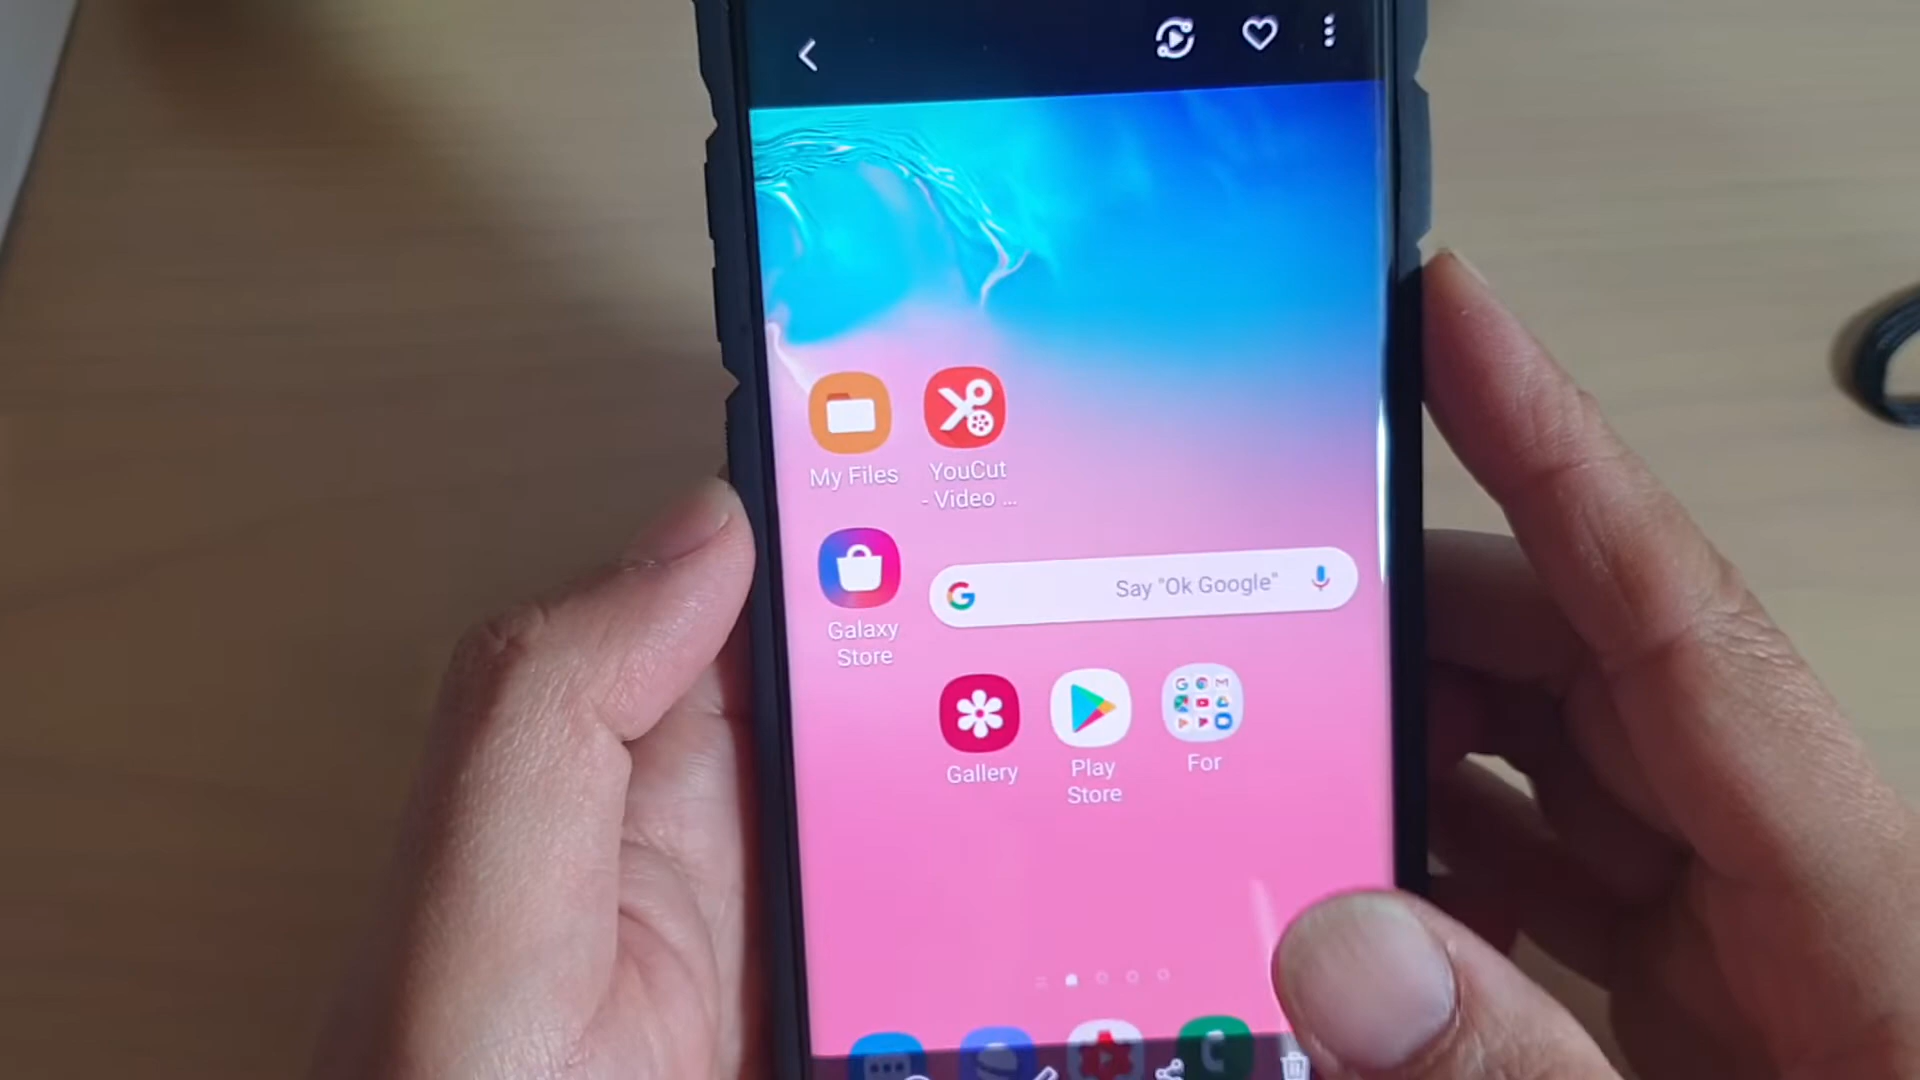 My Files
YouCut
- Video ...
Galaxy
Store
G
Say "Ok Google"
Gallery
Play
Store
For